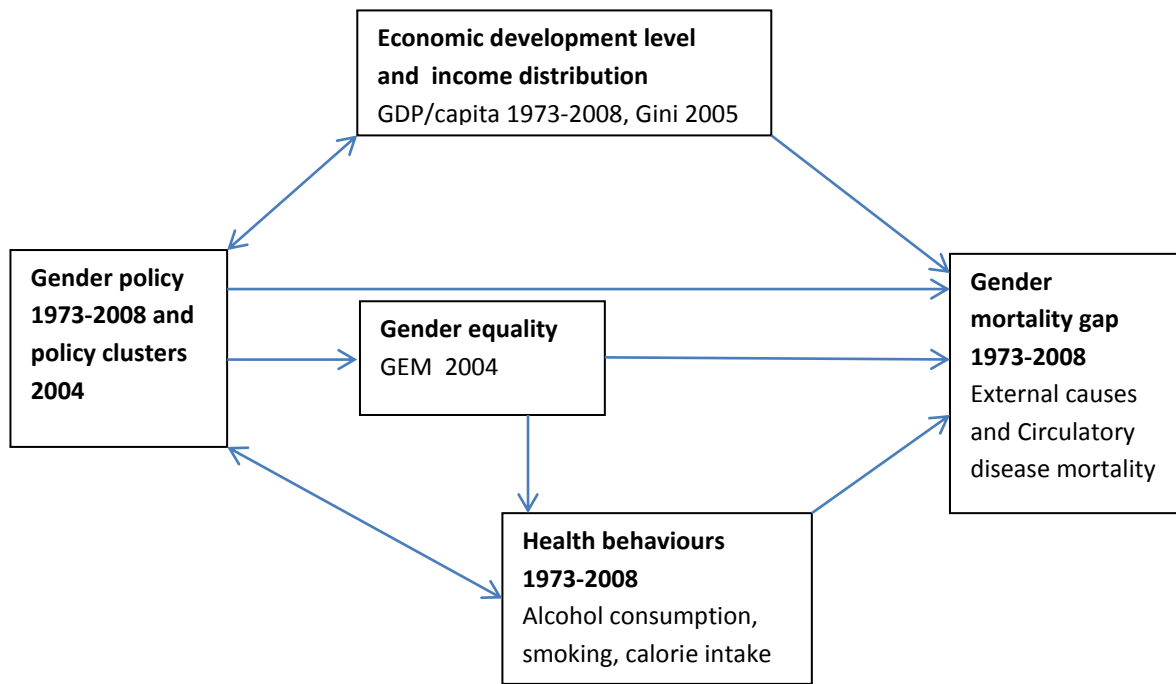 Economic development level
and  income distribution
GDP/capita 1973-2008, Gini 2005
Gender policy
1973-2008 and
policy clusters
2004
Gender equality
GEM  2004
Gender
mortality gap
1973-2008
External causes
and Circulatory
disease mortality
Health behaviours
1973-2008
Alcohol consumption,
smoking, calorie intake